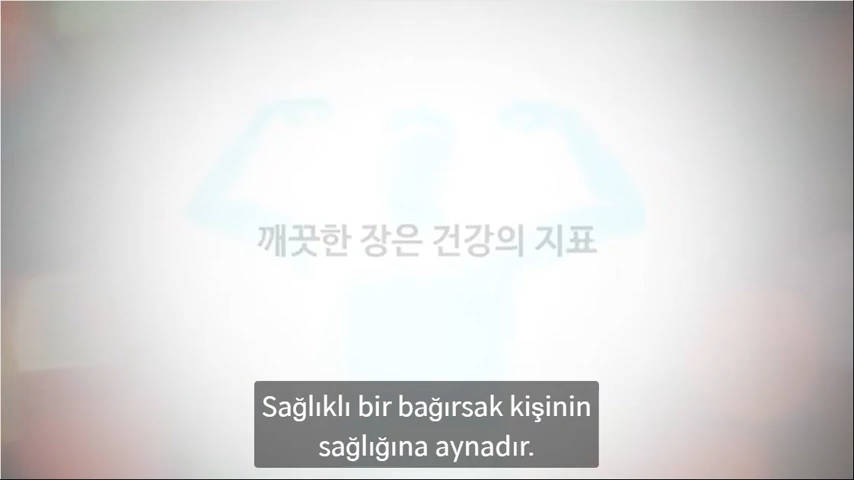 깨끗한 장은 건강의 지표
Sağlıklı bir bağırsak kişinin
sağlığına aynadır.